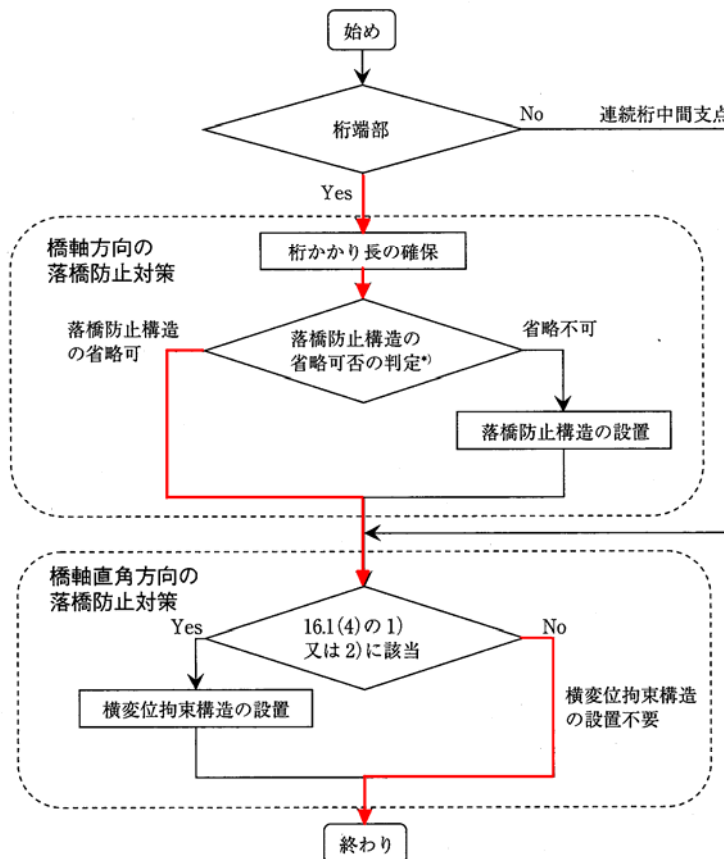 始め
桁端部
No
連続桁中間支点
Yes
橋軸方向の
落橋防止対策
桁かかり長の確保
落橋防止構造
の省略可
落橋防止構造の
省略可否の判定*)
省略不可
落橋防止構造の設置
橋軸直角方向の
落橋防止対策
Yes
16.1(4)の1)
又は2)に該当
No
横変位拘束構造の設置
横変位拘束構造
の設置不要
終わり